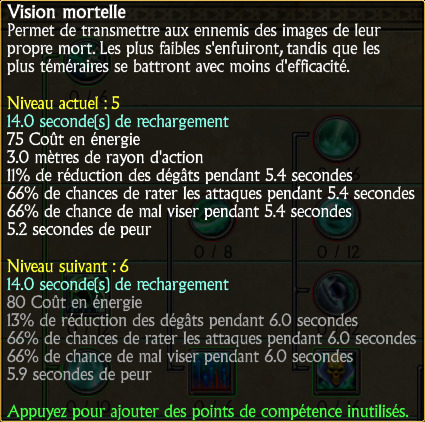 Vision mortelle
Permet de transmettre aux ennemis des images de leur
propre mort. Les plus faibles s'enfuiront, tandis que les
plus téméraires se battront avec moins d'efficacité.
Niveau actuel : 5
14.0 seconde(s) de rechargement
75 Coût en énergie
3.0 mètres de rayon d'action
11% de réduction des dégâts pendant 5.4 secondes
66% de chances de rater les attaques pendant 5.4 secondes
66% de chance de mal viser pendant 5.4 secondes
5.2 secondes de peur
0 / 8
Niveau suivant : 6
14.0 seconde(s) de rechargement
80 Coût en énergie
13% de réduction des dégâts pendant 6.0 secondes
66% de chances de rater les attaques pendant 6.0 secondes
66% de chance de mal viser pendant 6.0 secondes
5.9 secondes de peur
Appuyez pour ajouter des points de compétence inutilisés.